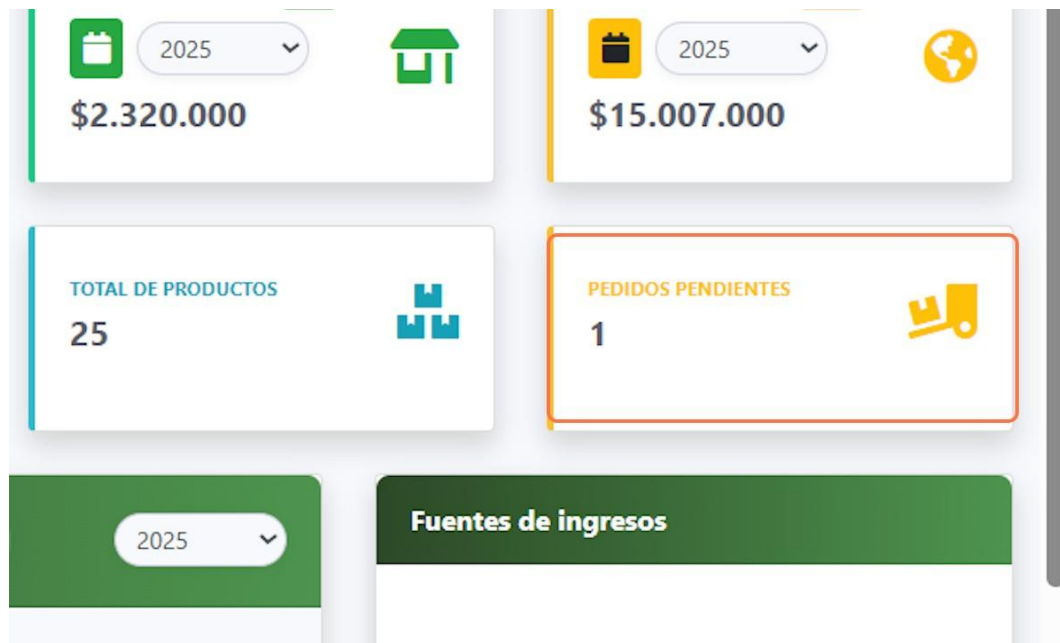 2025
$2.320.000
2025
$15.007.000
TOTAL DE PRODUCTOS
25
PEDIDOS PENDIENTES
1
2025
Fuentes de ingresos